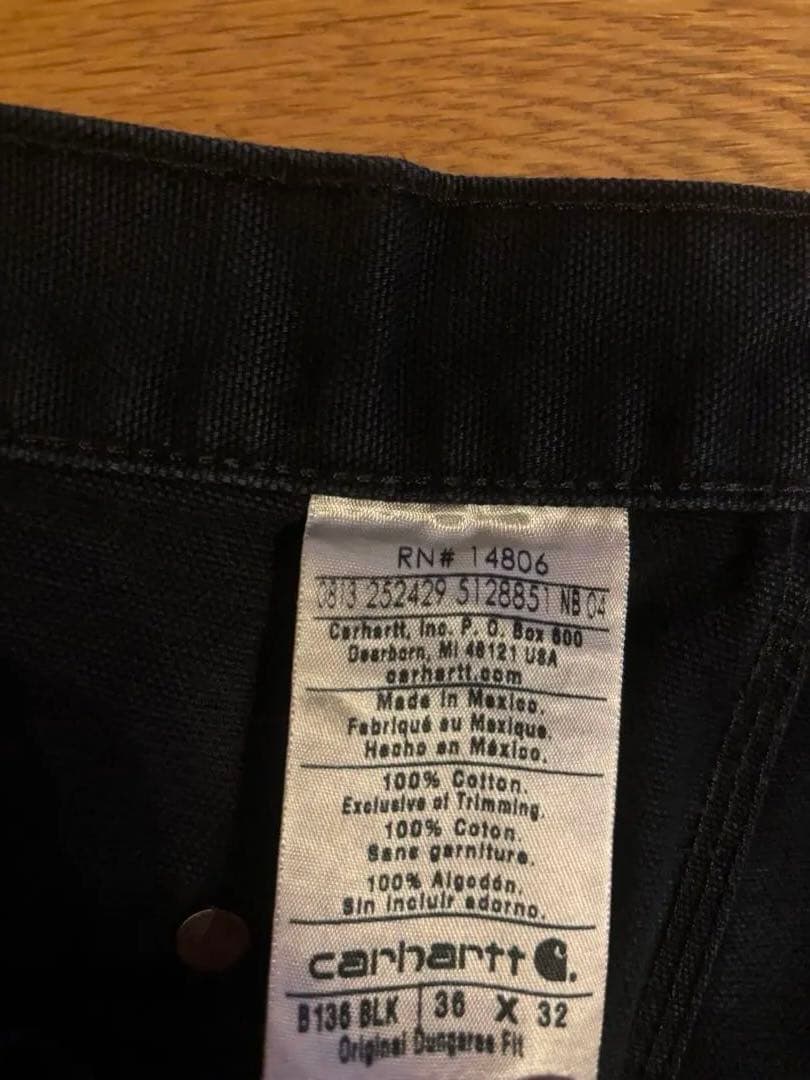 RN# 14806
0813 252429 5128851 NB 04
Carhartt, Inc. P. O. Box 600
Dearborn, MI 48121 USA
carhartt.com
Made in Mexico.
Fabriqué au Mexique.
Hecho en México.
100% Cotton.
Exclusive of Trimming.
100% Coton.
Sans garniture.
100% Algodón.
Sin incluir adorno.
carhartt
B136 BLK 36 X 32
Original Dungaree Fit